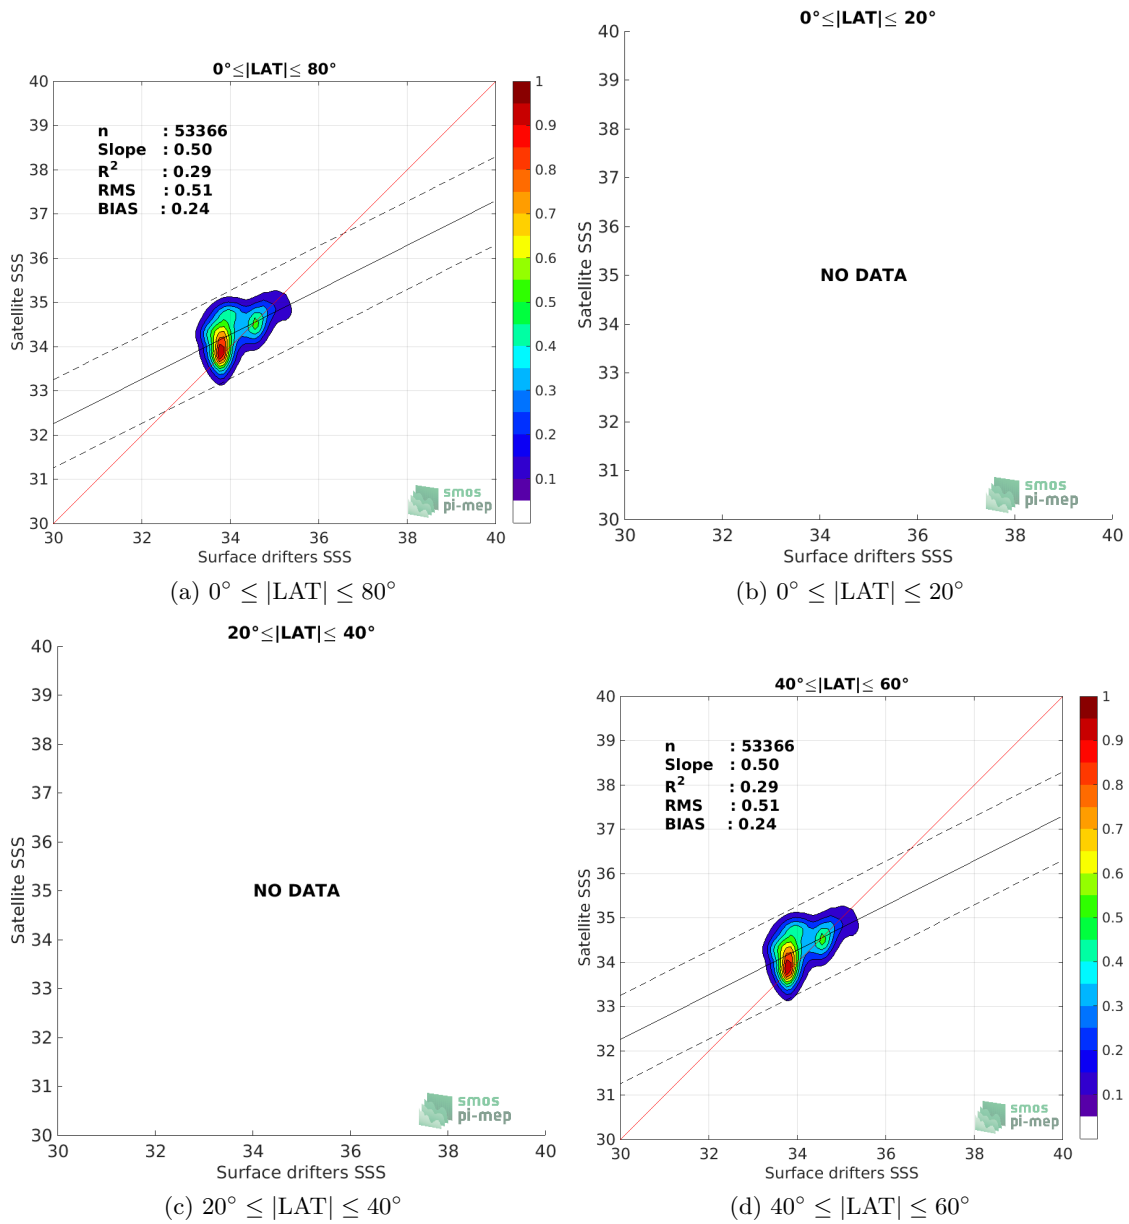 0°≤|LAT|≤ 80°
40
39
38
37
36
35
34
33
32
31
30
Satellite SSS
n : 53366
Slope : 0.50
R2 : 0.29
RMS : 0.51
BIAS : 0.24
1
0.9
0.8
0.7
0.6
0.5
0.4
0.3
0.2
0.1
smos
pi-mep
30 32 34 36 38 40
Surface drifters SSS
(a) 0° ≤ |LAT| ≤ 80°
0°≤|LAT|≤ 20°
40
39
38
37
36
35
34
33
32
31
30
Satellite SSS
NO DATA
smos
pi-mep
30 32 34 36 38 40
Surface drifters SSS
(b) 0° ≤ |LAT| ≤ 20°
20°≤|LAT|≤ 40°
40
39
38
37
36
35
34
33
32
31
30
Satellite SSS
NO DATA
smos
pi-mep
30 32 34 36 38 40
Surface drifters SSS
(c) 20° ≤ |LAT| ≤ 40°
40°≤|LAT|≤ 60°
40
39
38
37
36
35
34
33
32
31
30
Satellite SSS
n : 53366
Slope : 0.50
R2 : 0.29
RMS : 0.51
BIAS : 0.24
1
0.9
0.8
0.7
0.6
0.5
0.4
0.3
0.2
0.1
smos
pi-mep
30 32 34 36 38 40
Surface drifters SSS
(d) 40° ≤ |LAT| ≤ 60°